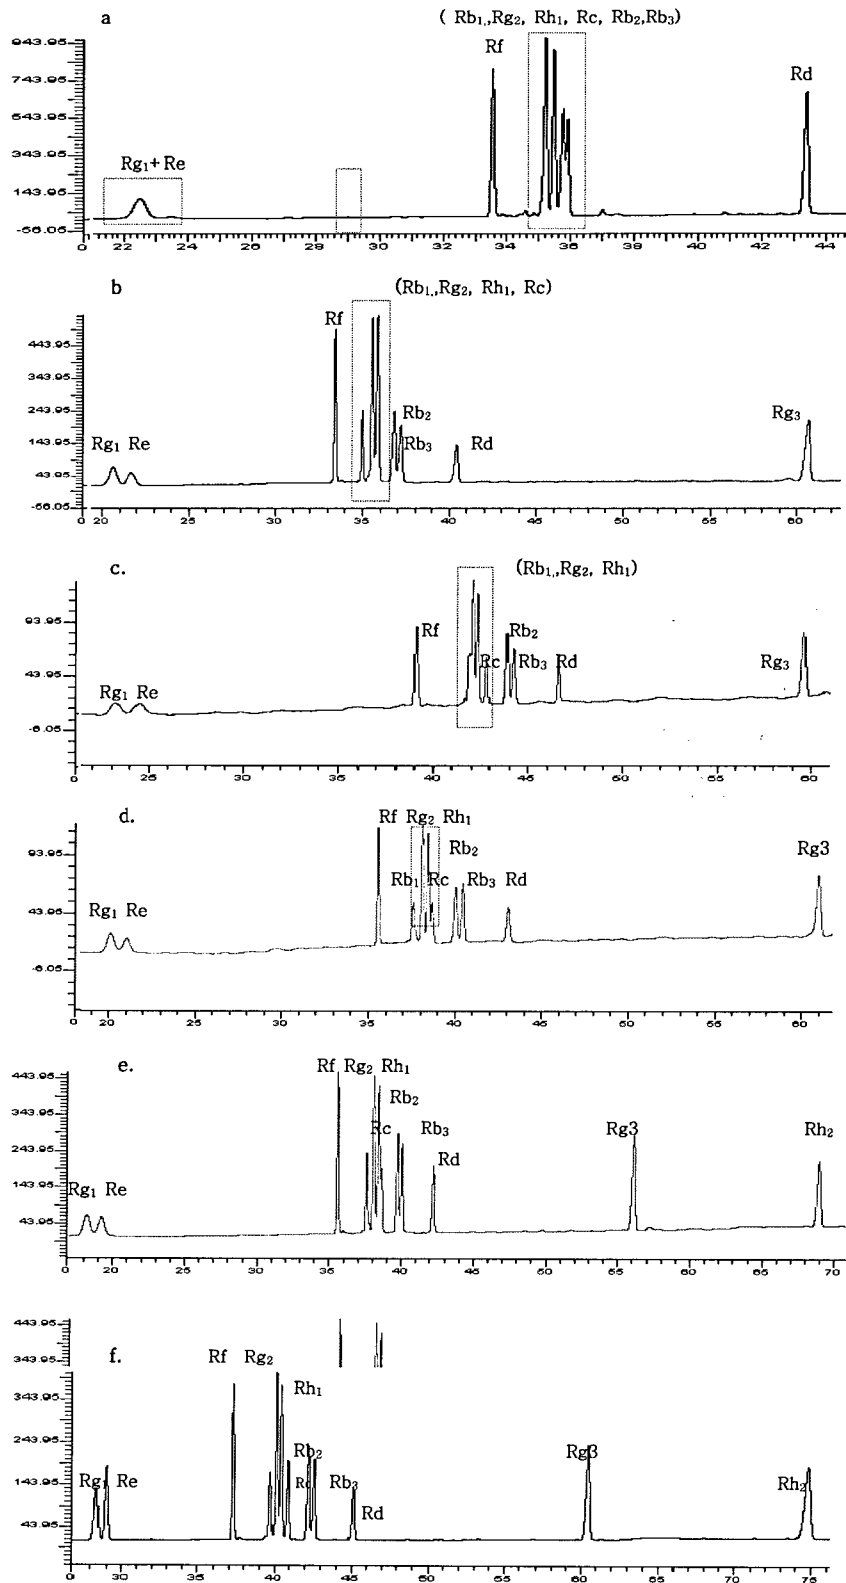 a
( Rb₁,,Rg₂, Rh₁, Rc, Rb₂,Rb₃)
943.95
743.95
543.95
343.95
143.95
-56.05
Rf
Rd
Rg₁+ Re
0 22 24 26 28 30 32 34 36 38 40 42 44
b
(Rb₁,,Rg₂, Rh₁, Rc)
443.95
343.95
243.95
143.95
43.95
-56.05
Rf
Rb₂
Rg₃
Rg₁ Re
Rb₃
Rd
0 20 25 30 35 40 45 50 55 60
c.
(Rb₁,,Rg₂, Rh₁)
93.95
43.95
-6.05
Rf
Rb₂
Rc
Rb₃
Rd
Rg₃
Rg₁ Re
0 25 30 35 40 45 50 55 60
d.
Rf Rg₂ Rh₁
93.95
43.95
-6.05
Rb₂
Rg3
Rb₁
Rc
Rb₃
Rd
Rg₁ Re
0 20 25 30 35 40 45 50 55 60
e.
Rf Rg₂ Rh₁
443.95
343.95
243.95
143.95
43.95
Rb₂
Rc
Rb₃
Rg3
Rh₂
Rd
Rg₁ Re
0 20 25 30 35 40 45 50 55 60 65 70
443.95
343.95
f.
Rf
Rg₂
343.95
243.95
143.95
43.95
Rh₁
Rb₂
Rg3
Rg Re
Rc
Rb₃
Rh₂
Rd
0 30 35 40 45 50 55 60 65 70 75